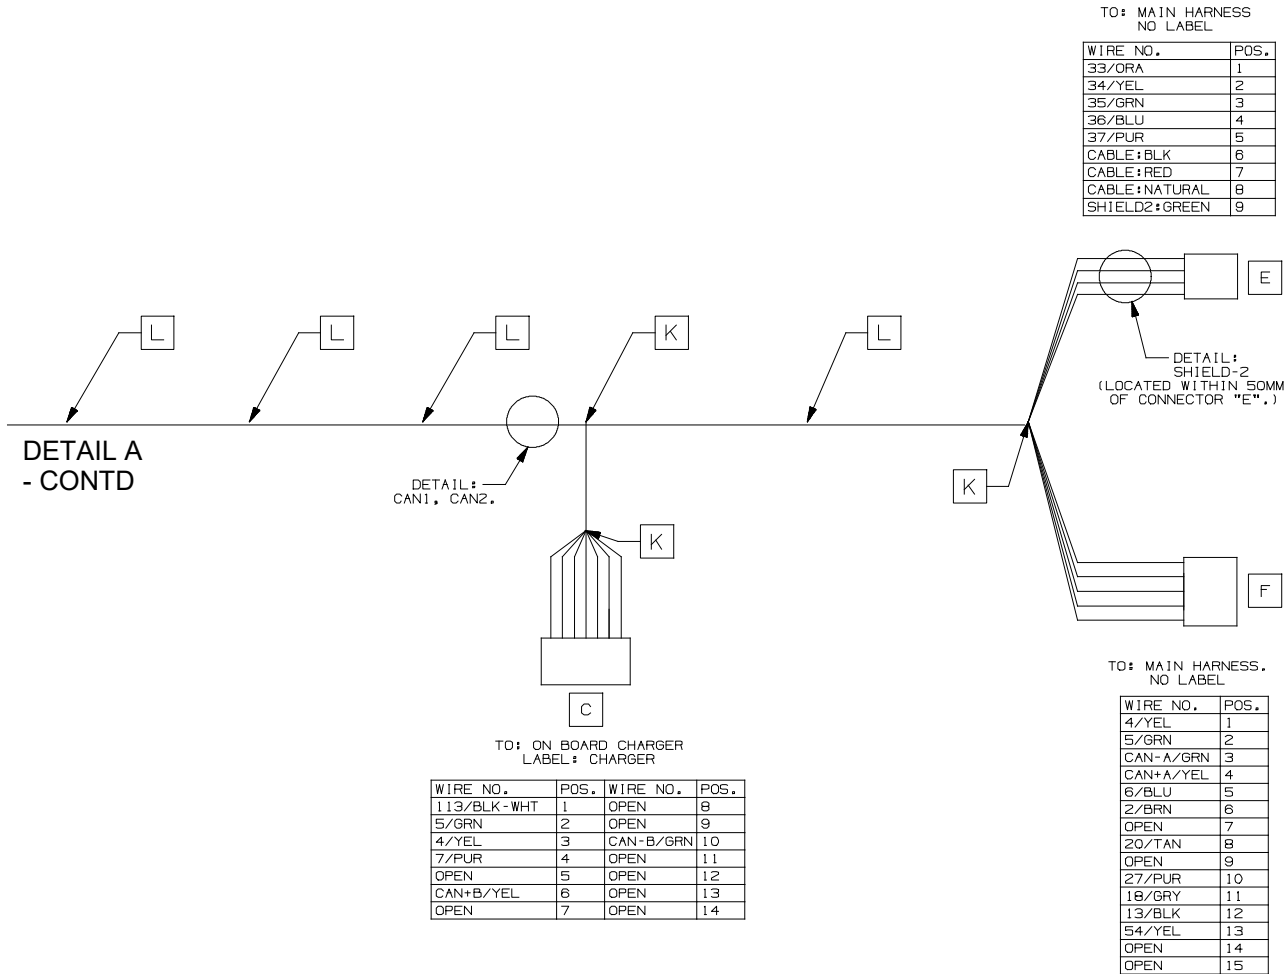 TO: MAIN HARNESS
NO LABEL
WIRE NO. POS.
33/ORA 1
34/YEL 2
35/GRN 3
36/BLU 4
37/PUR 5
CABLE:BLK 6
CABLE:RED 7
CABLE:NATURAL 8
SHIELD2:GREEN 9
E
L L L K L
DETAIL:
SHIELD-2
(LOCATED WITHIN 50MM
OF CONNECTOR "E".)
DETAIL A
- CONTD
DETAIL:
CAN1, CAN2.
K
K
F
C
TO: ON BOARD CHARGER
LABEL: CHARGER
WIRE NO. POS. WIRE NO. POS.
113/BLK-WHT 1 OPEN 8
5/GRN 2 OPEN 9
4/YEL 3 CAN-B/GRN 10
7/PUR 4 OPEN 11
OPEN 5 OPEN 12
CAN+B/YEL 6 OPEN 13
OPEN 7 OPEN 14
TO: MAIN HARNESS.
NO LABEL
WIRE NO. POS.
4/YEL 1
5/GRN 2
CAN-A/GRN 3
CAN+A/YEL 4
6/BLU 5
2/BRN 6
OPEN 7
20/TAN 8
OPEN 9
27/PUR 10
18/GRY 11
13/BLK 12
54/YEL 13
OPEN 14
OPEN 15